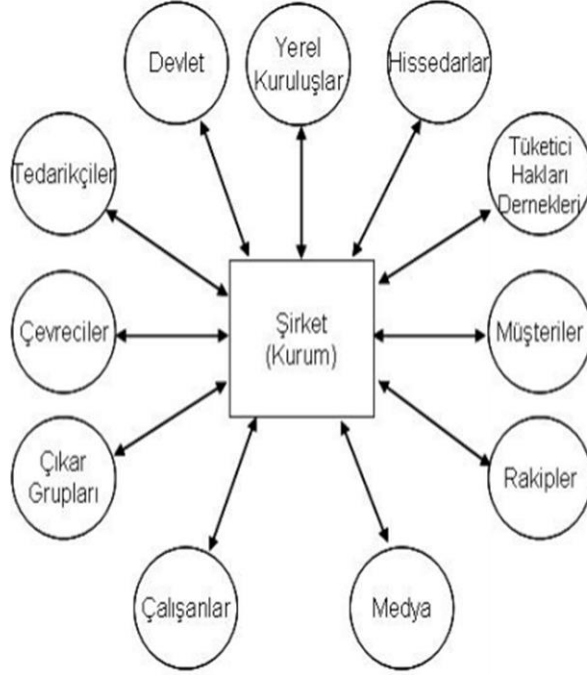 Devlet
Yerel
Kuruluşlar
Hissedarlar
Tedarikçiler
Tüketici
Hakları
Dernekleri
Çevreciler
Şirket
(Kurum)
Müşteriler
Çıkar
Grupları
Rakipler
Çalışanlar
Medya